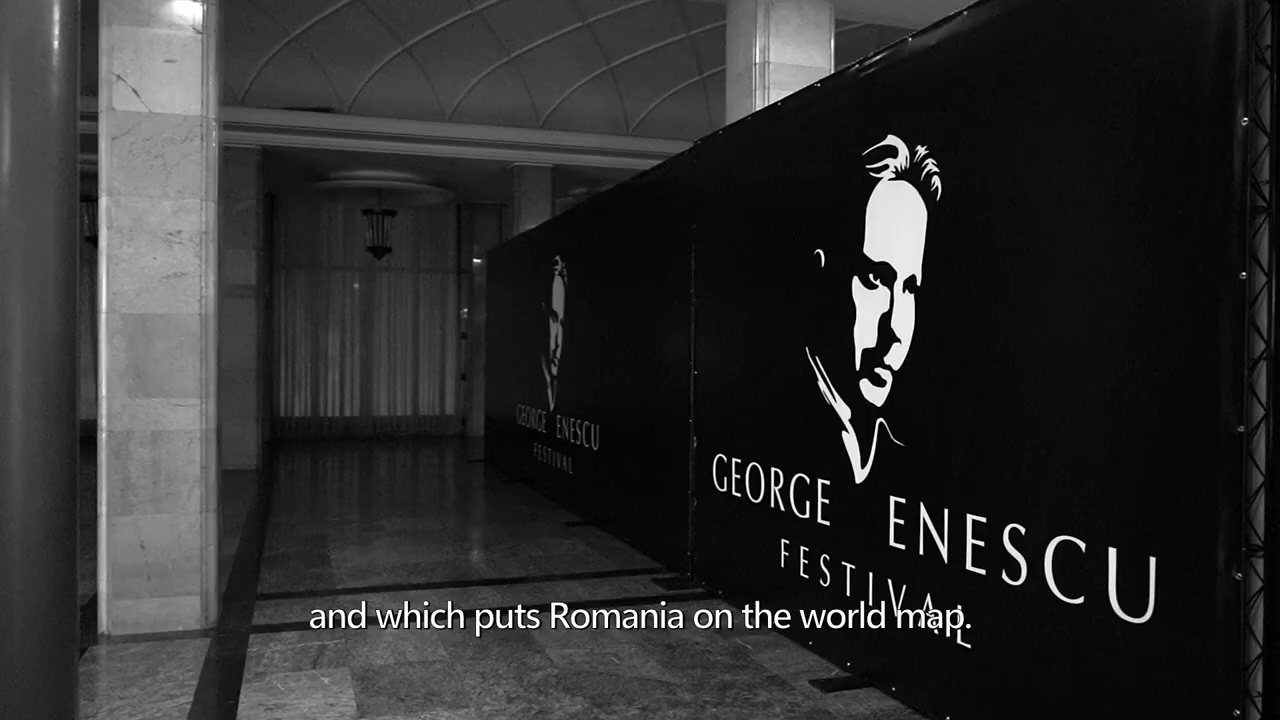 GEORGE ENESCU
FESTIVAL
GEORGE ENESCU
FESTIVAL
and which puts Romania on the world map.